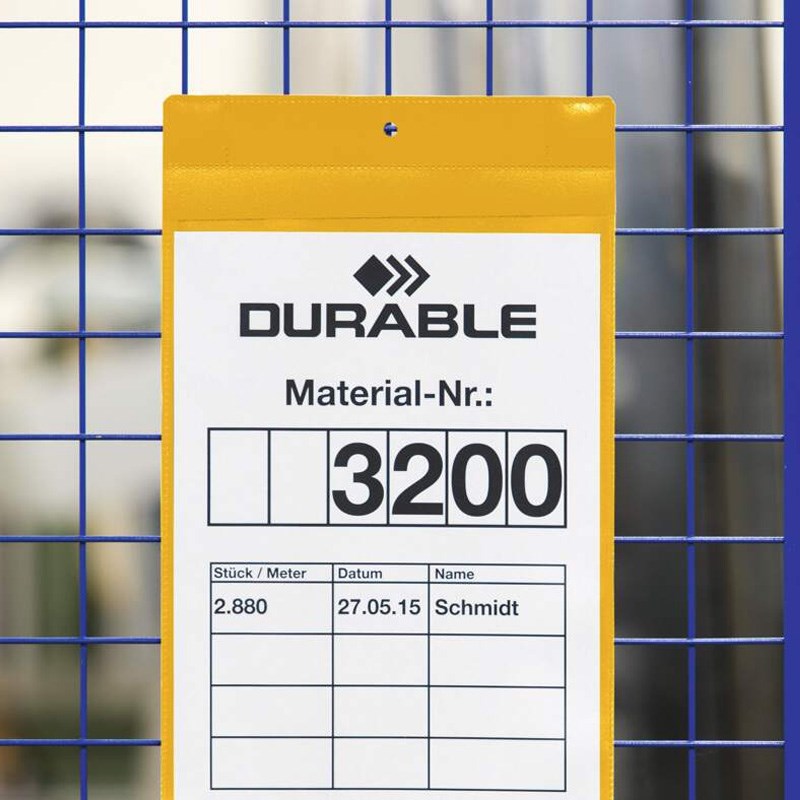 DURABLE
Material-Nr.:
3200
Stück / Meter Datum Name
2.880 27.05.15 Schmidt